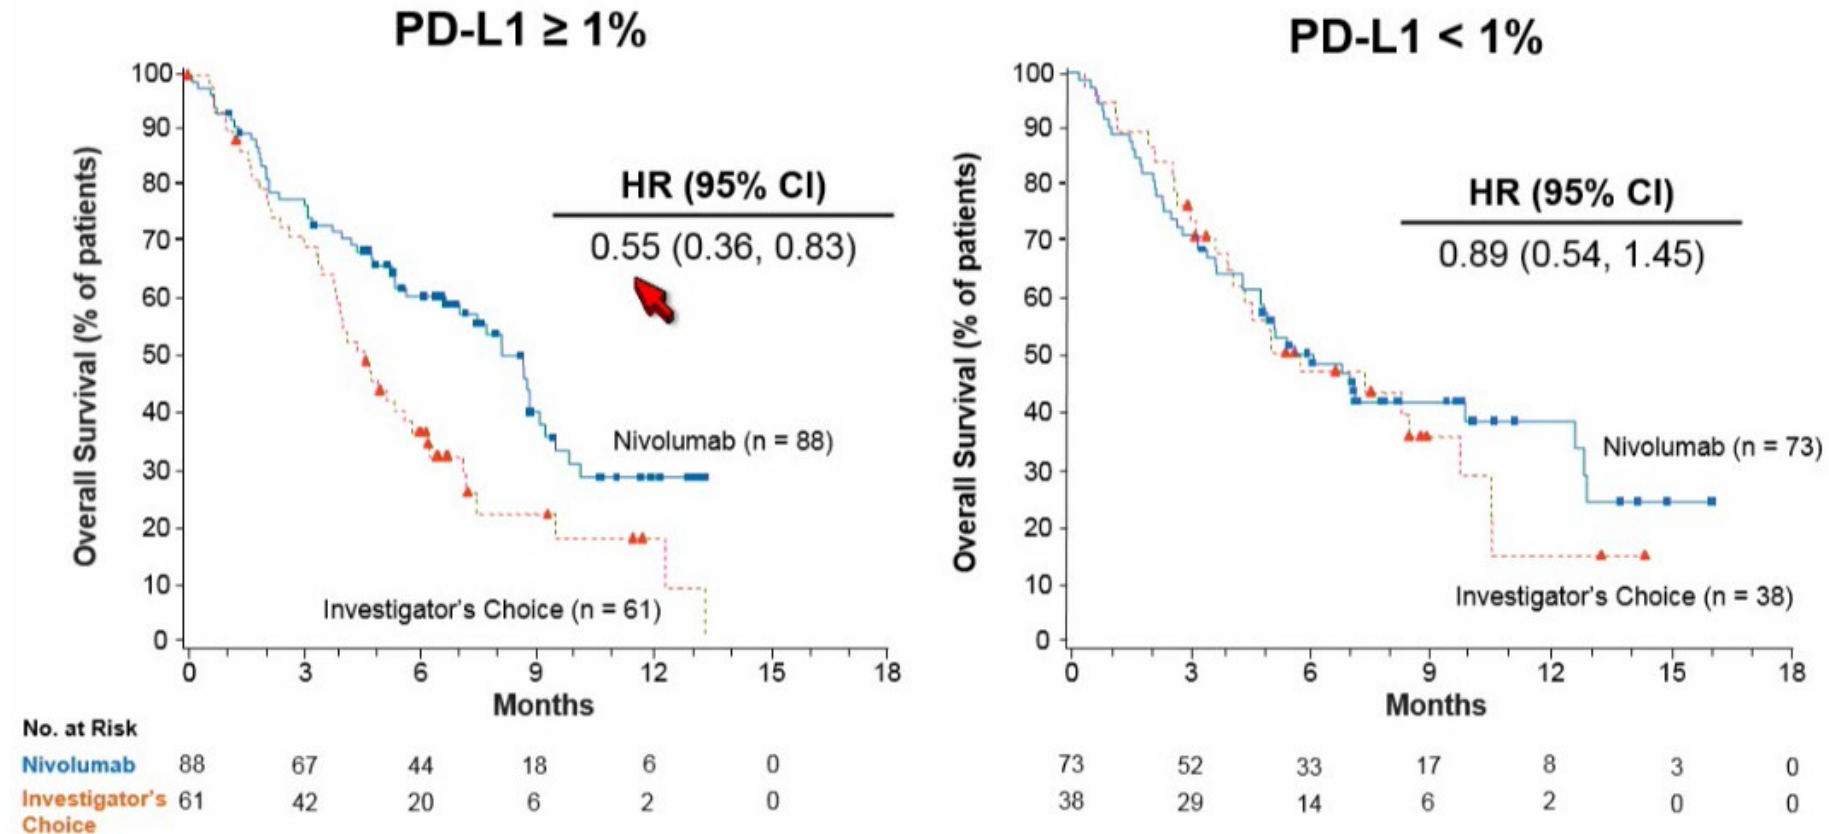 PD-L1 ≥ 1%
100
90
80
70
60
50
40
30
20
10
0
Overall Survival (% of patients)
HR (95% CI)
0.55 (0.36, 0.83)
Nivolumab (n = 88)
Investigator's Choice (n = 61)
0 3 6 9 12 15 18
Months
PD-L1 < 1%
100
90
80
70
60
50
40
30
20
10
0
Overall Survival (% of patients)
HR (95% CI)
0.89 (0.54, 1.45)
Nivolumab (n = 73)
Investigator's Choice (n = 38)
0 3 6 9 12 15 18
Months
No. at Risk
Nivolumab 88 67 44 18 6 0 73 52 33 17 8 3 0
Investigator's 61 42 20 6 2 0 38 29 14 6 2 0 0
Choice